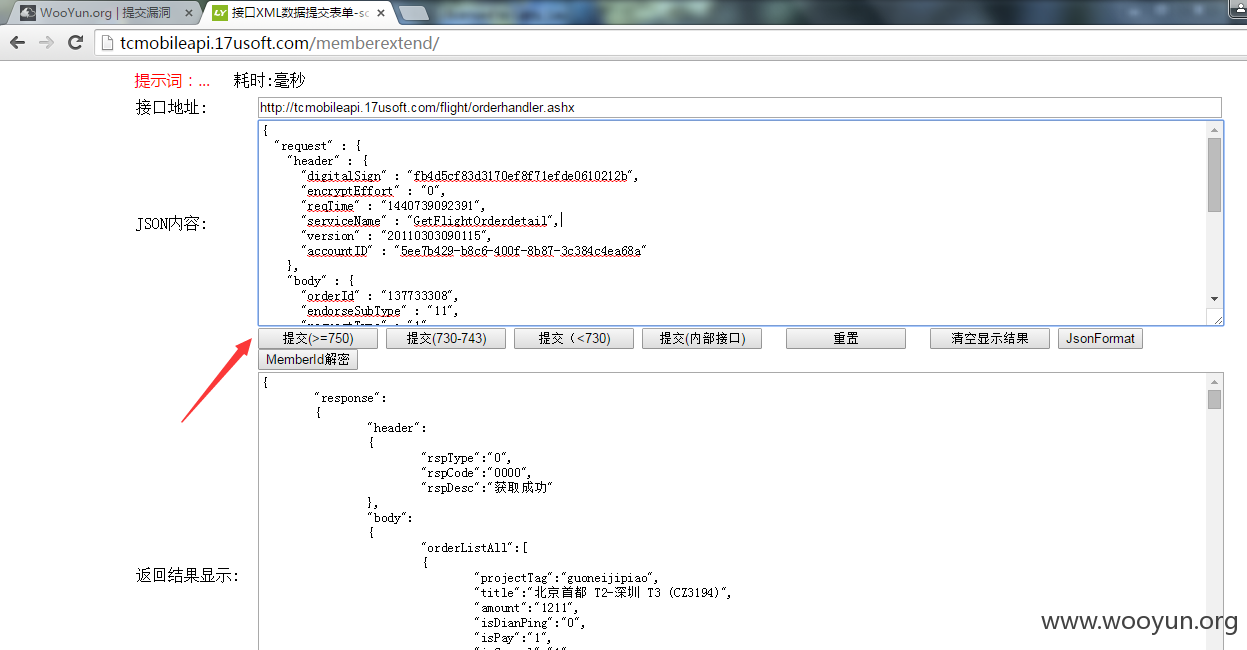 WooYun.org | 提交漏洞
接口XML数据提交表单-sc
tcmobileapi.17usoft.com/memberextend/
提示词：... 耗时:毫秒
接口地址: http://tcmobileapi.17usoft.com/flight/orderhandler.ashx
JSON内容:
{
"request" : {
"header" : {
"digitalSign" : "fb4d5cf83d3170ef8f71efde0610212b",
"encryptEffort" : "0",
"reqTime" : "1440739092391",
"serviceName" : "GetFlightOrderdetail",
"version" : "20110303090115",
"accountID" : "5ee7b429-b8c6-400f-8b87-3c384c4ea68a"
},
"body" : {
"orderId" : "137733308",
"endorseSubType" : "11",
提交(>=750) 提交(730-743) 提交（<730) 提交(内部接口) 重置 清空显示结果 JsonFormat
MemberId解密
返回结果显示:
{
"response":
{
"header":
{
"rspType":"0",
"rspCode":"0000",
"rspDesc":"获取成功"
},
"body":
{
"orderListAll":[
{
"projectTag":"guoneijipiao",
"title":"北京首都 T2-深圳 T3 (CZ3194)",
"amount":"1211",
"isDianPing":"0",
"isPay":"1",
www.wooyun.org